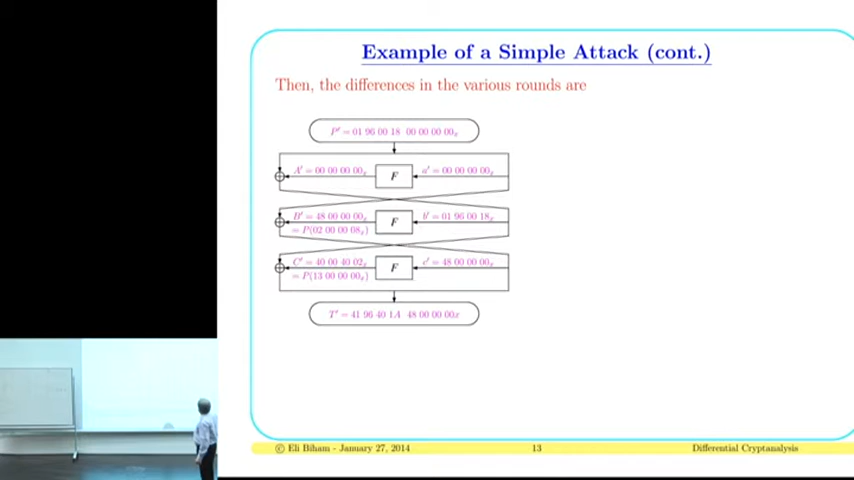 Example of a Simple Attack (cont.)
Then, the differences in the various rounds are
P' = 01 96 00 18 00 00 00 00ₓ
A' = 00 00 00 00ₓ F a' = 00 00 00 00ₓ
B' = 48 00 00 00ₓ F b' = 01 96 00 18ₓ
= P(02 00 00 08ₓ)
C' = 40 00 40 02ₓ F c' = 48 00 00 00ₓ
= P(13 00 00 00ₓ)
T' = 41 96 40 1A 48 00 00 00x
© Eli Biham - January 27, 2014 13 Differential Cryptanalysis